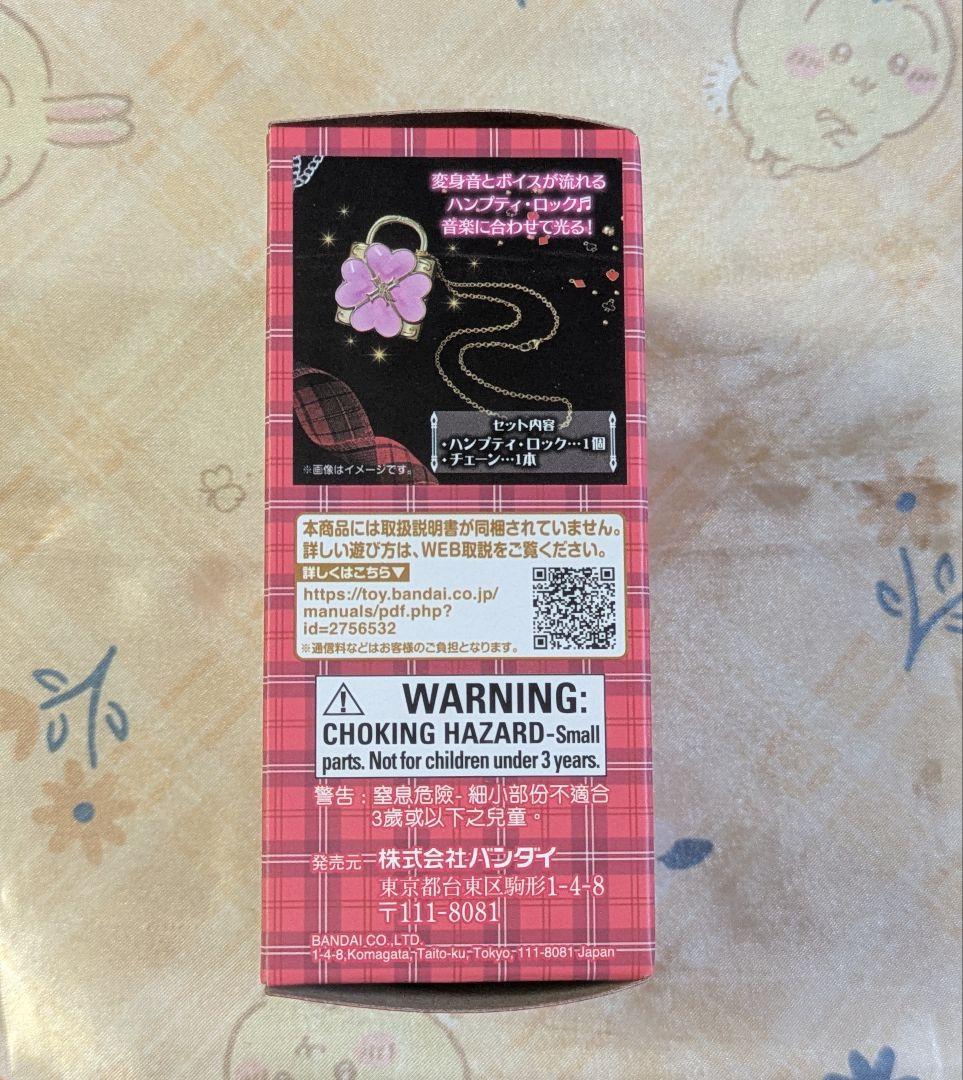 変身音とボイスが流れる
ハンプティ・ロック♬
音楽に合わせて光る!
セット内容
・ハンプティ・ロック…1個
・チェーン…1本
※画像はイメージです。
本商品には取扱説明書が同梱されていません。
詳しい遊び方は、WEB取説をご覧ください。
詳しくはこちら▼
https://toy.bandai.co.jp/
manuals/pdf.php?
id=2756532
※通信料などはお客様のご負担となります。
WARNING:
CHOKING HAZARD-Small
parts. Not for children under 3 years.
警告：窒息危險-細小部份不適合
3歲或以下之兒童。
発売元 株式会社バンダイ
東京都台東区駒形1-4-8
〒111-8081
BANDAI CO.,LTD.
1-4-8,Komagata,Taito-ku,Tokyo,111-8081 Japan